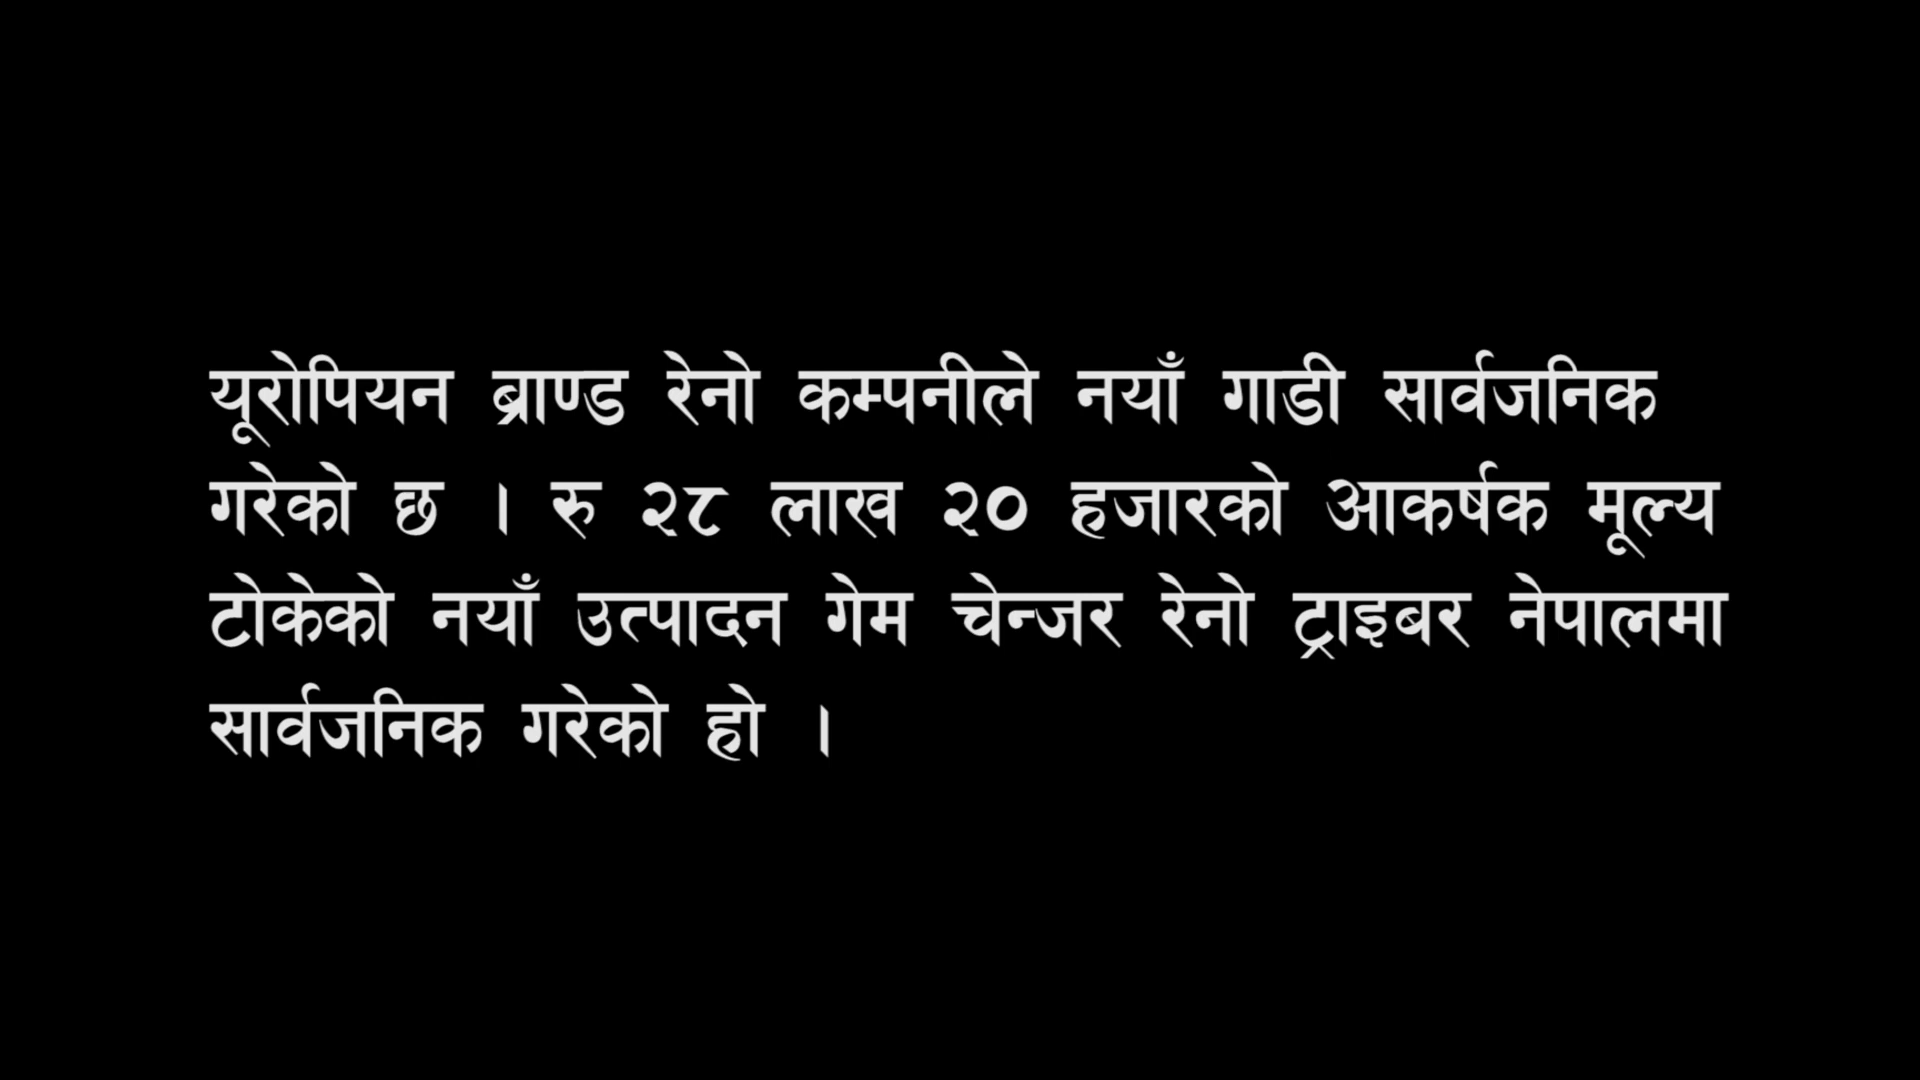 यूरोपियन ब्राण्ड रेनो कम्पनीले नयाँ गाडी सार्वजनिक
गरेको छ । रु २८ लाख २० हजारको आकर्षक मूल्य
टोकेको नयाँ उत्पादन गेम चेन्जर रेनो ट्राइबर नेपालमा
सार्वजनिक गरेको हो ।